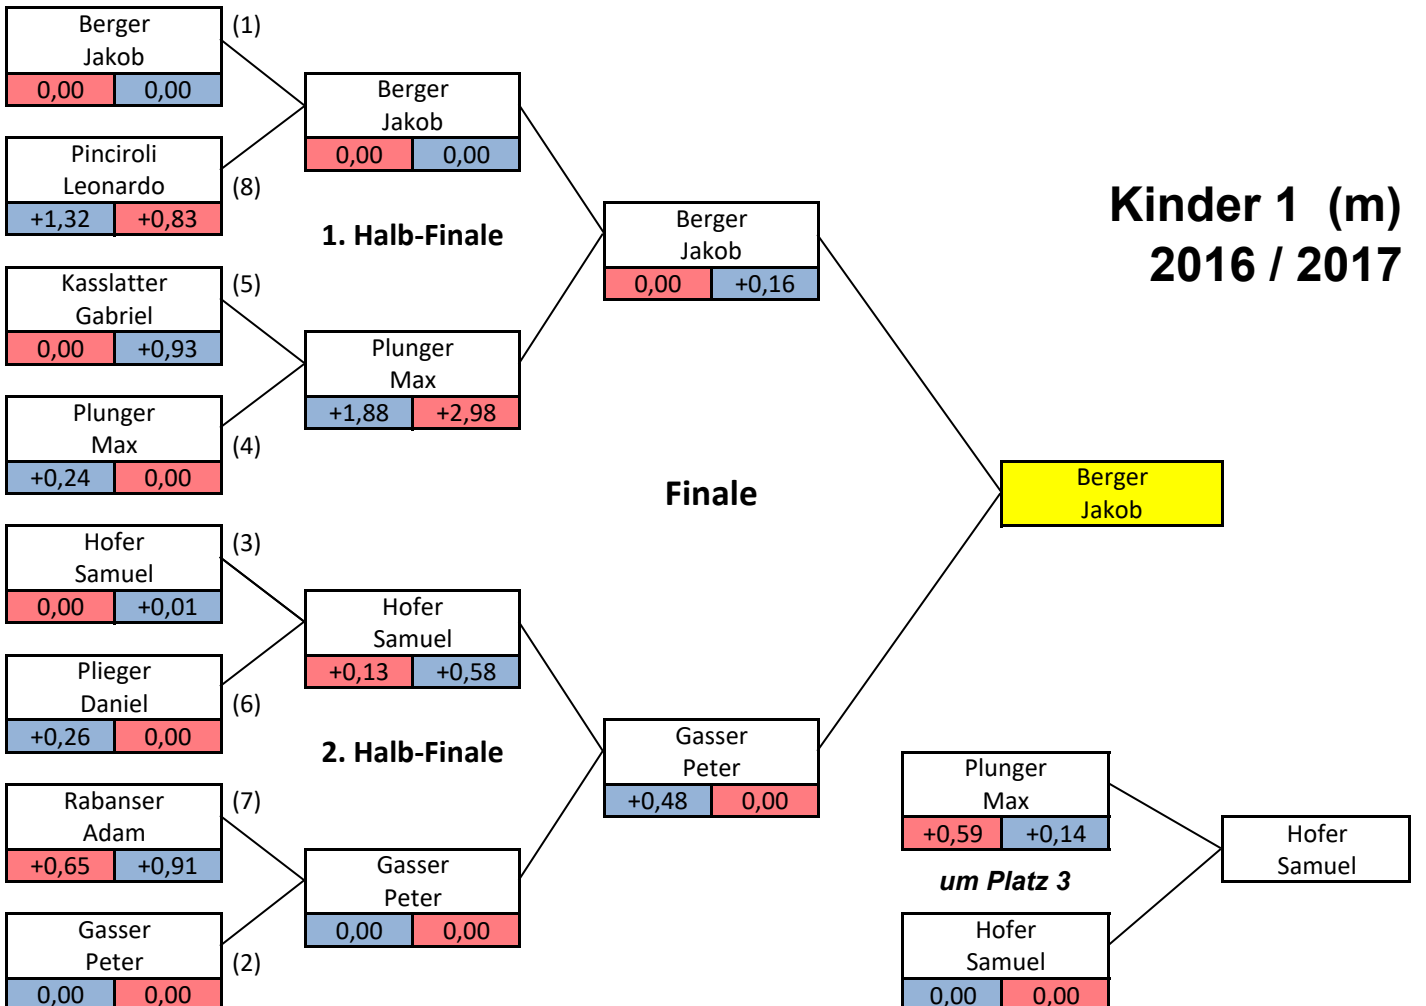 Kinder 1 (m)
2016 / 2017
Berger
Jakob
(1)
0,00 0,00
Pinciroli
Leonardo
(8)
+1,32 +0,83
Kasslatter
Gabriel
(5)
0,00 +0,93
Plunger
Max
(4)
+0,24 0,00
Hofer
Samuel
(3)
0,00 +0,01
Plieger
Daniel
(6)
+0,26 0,00
Rabanser
Adam
(7)
+0,65 +0,91
Gasser
Peter
(2)
0,00 0,00
Berger
Jakob
0,00 0,00
1. Halb-Finale
Plunger
Max
+1,88 +2,98
Hofer
Samuel
+0,13 +0,58
2. Halb-Finale
Gasser
Peter
0,00 0,00
Berger
Jakob
0,00 +0,16
Finale
Gasser
Peter
+0,48 0,00
Berger
Jakob
Plunger
Max
+0,59 +0,14
um Platz 3
Hofer
Samuel
0,00 0,00
Hofer
Samuel